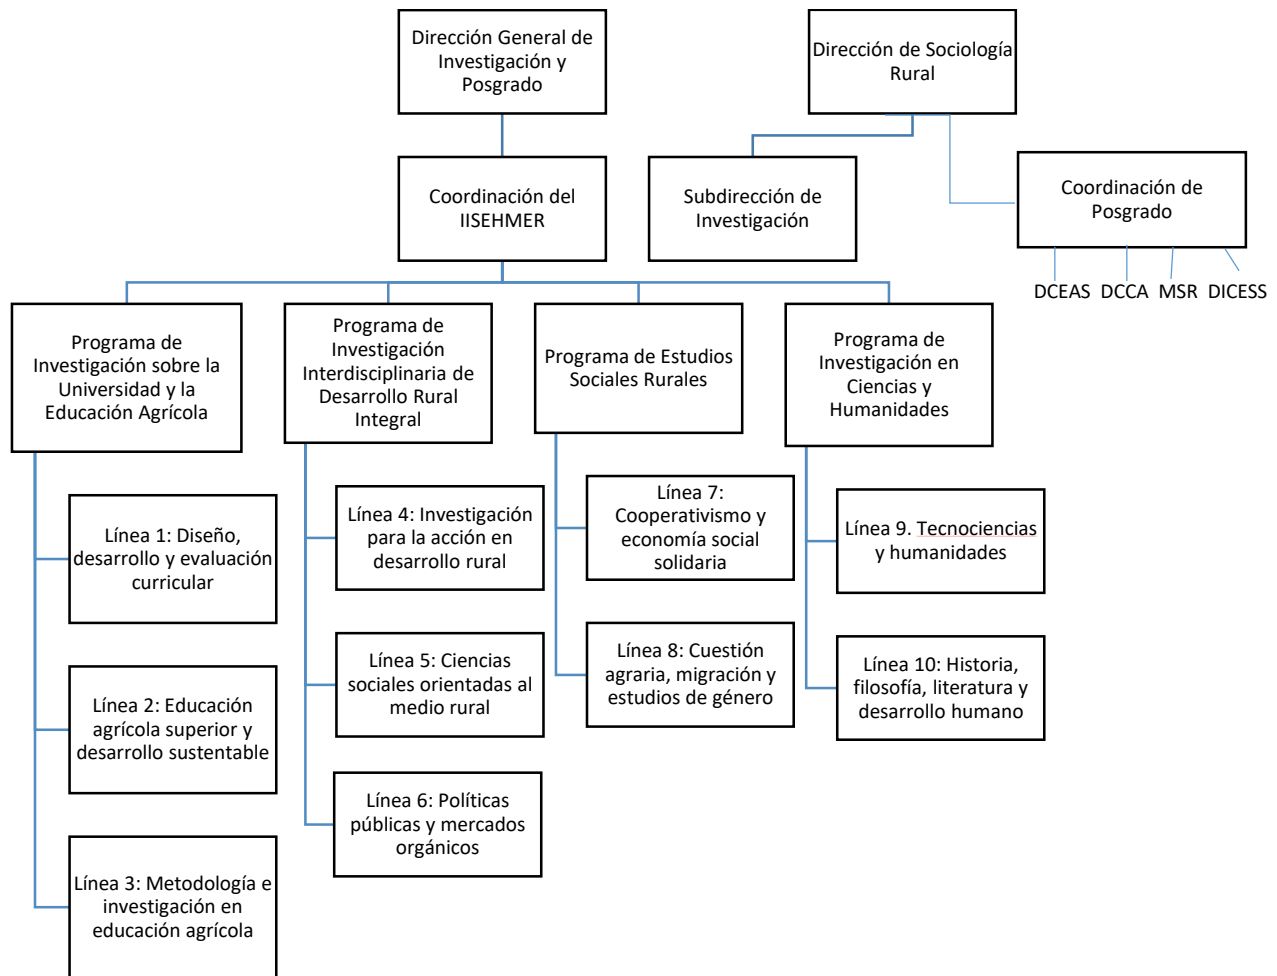 Dirección General de
Investigación y
Posgrado
Dirección de Sociología
Rural
Coordinación del
IISEHMER
Subdirección de
Investigación
Coordinación de
Posgrado
DCEAS DCCA MSR DICESS
Programa de
Investigación sobre la
Universidad y la
Educación Agrícola
Programa de
Investigación
Interdisciplinaria de
Desarrollo Rural
Integral
Programa de Estudios
Sociales Rurales
Programa de
Investigación en
Ciencias y
Humanidades
Línea 1: Diseño,
desarrollo y evaluación
curricular
Línea 2: Educación
agrícola superior y
desarrollo sustentable
Línea 3: Metodología e
investigación en
educación agrícola
Línea 4: Investigación
para la acción en
desarrollo rural
Línea 5: Ciencias
sociales orientadas al
medio rural
Línea 6: Políticas
públicas y mercados
orgánicos
Línea 7:
Cooperativismo y
economía social
solidaria
Línea 8: Cuestión
agraria, migración y
estudios de género
Línea 9. Tecnociencias
y humanidades
Línea 10: Historia,
filosofía, literatura y
desarrollo humano